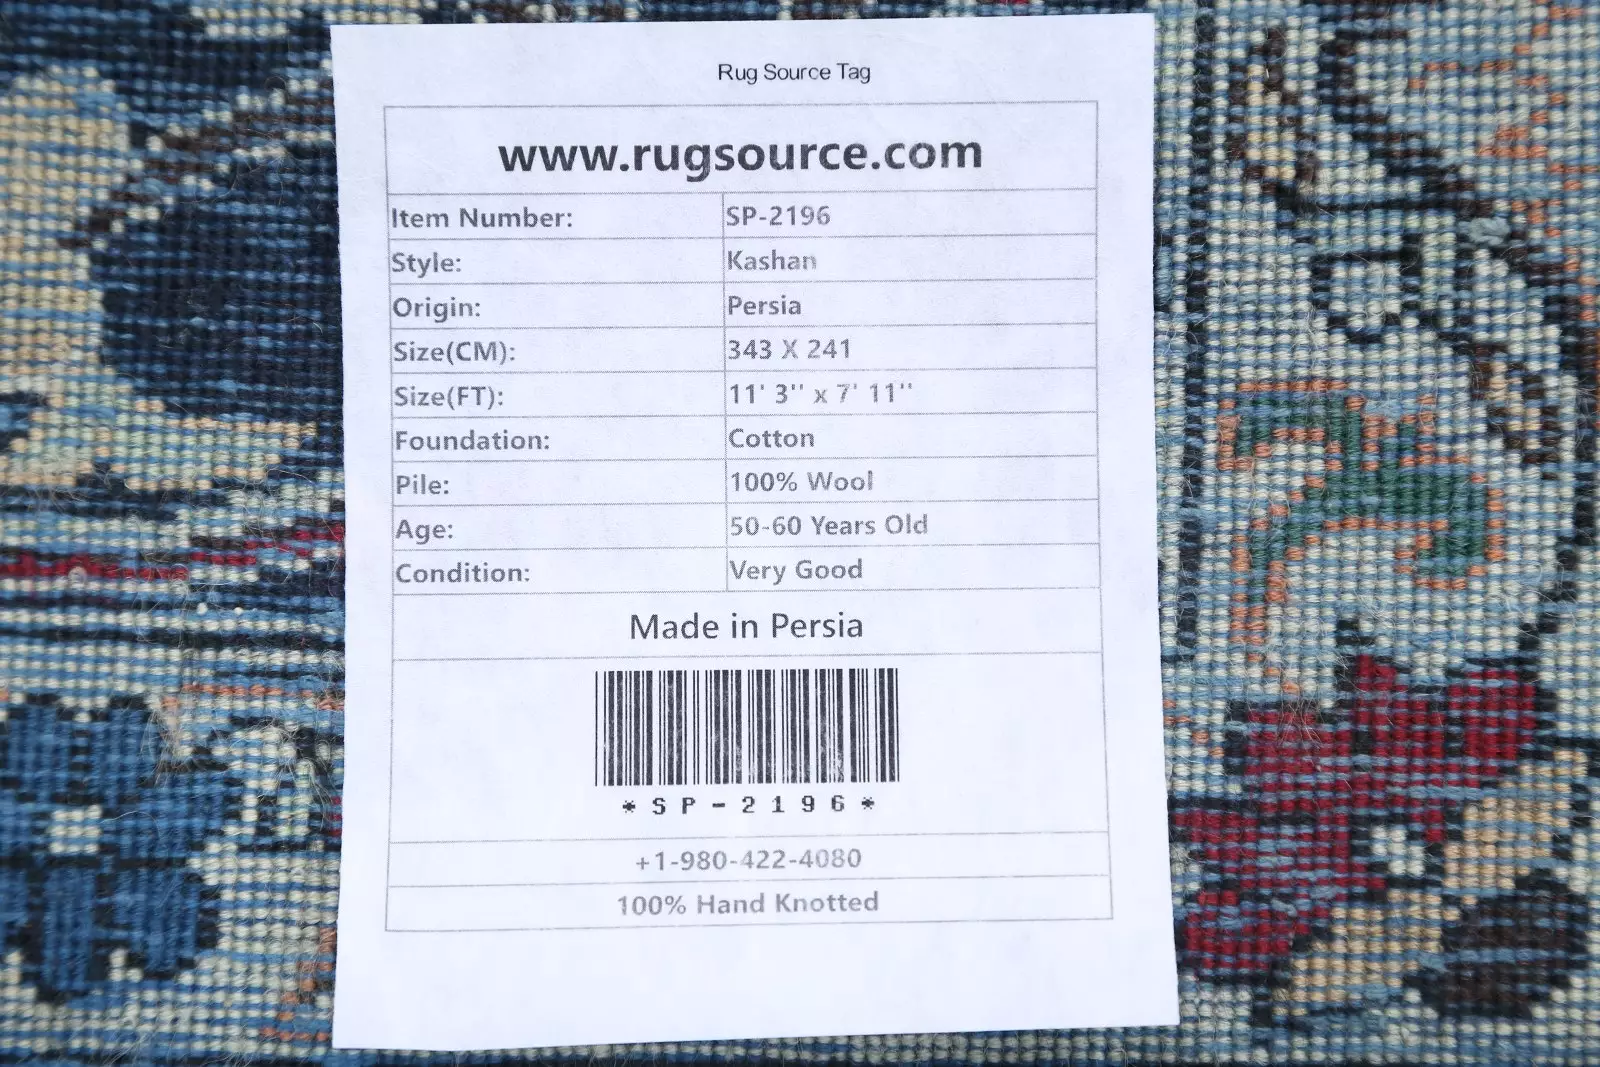 Rug Source Tag
www.rugsource.com
Item Number: SP-2196
Style: Kashan
Origin: Persia
Size(CM): 343 X 241
Size(FT): 11' 3'' x 7' 11''
Foundation: Cotton
Pile: 100% Wool
Age: 50-60 Years Old
Condition: Very Good
Made in Persia
*SP-2196*
+1-980-422-4080
100% Hand Knotted